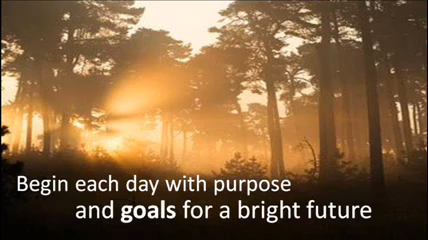 Begin each day with purpose
and goals for a bright future